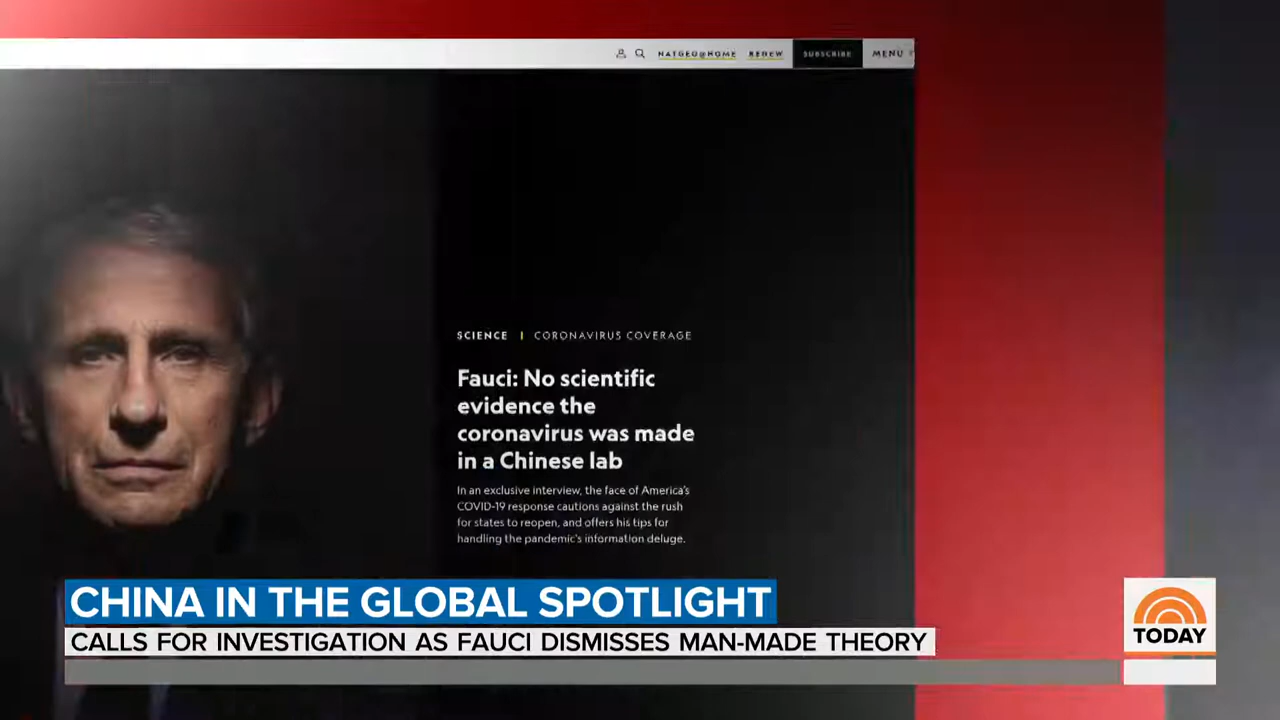 NATGEO@HOME RENEW SUBSCRIBE MENU
SCIENCE | CORONAVIRUS COVERAGE
Fauci: No scientific
evidence the
coronavirus was made
in a Chinese lab
In an exclusive interview, the face of America's
COVID-19 response cautions against the rush
for states to reopen, and offers his tips for
handling the pandemic's information deluge.
CHINA IN THE GLOBAL SPOTLIGHT
CALLS FOR INVESTIGATION AS FAUCI DISMISSES MAN-MADE THEORY
TODAY